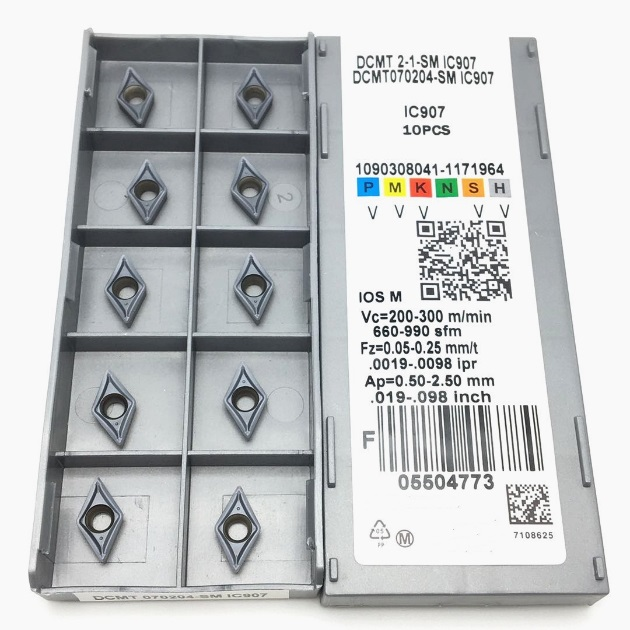 DCMT 2-1-SM IC907
DCMT070204-SM IC907
IC907
10PCS
1090308041-1171964
P M K N S H
IOS M
Vc=200-300 m/min
660-990 sfm
Fz=0.05-0.25 mm/t
.0019-.0098 ipr
Ap=0.50-2.50 mm
.019-.098 inch
F
05504773
7108625
M
2
DCMT 070204-SM IC907